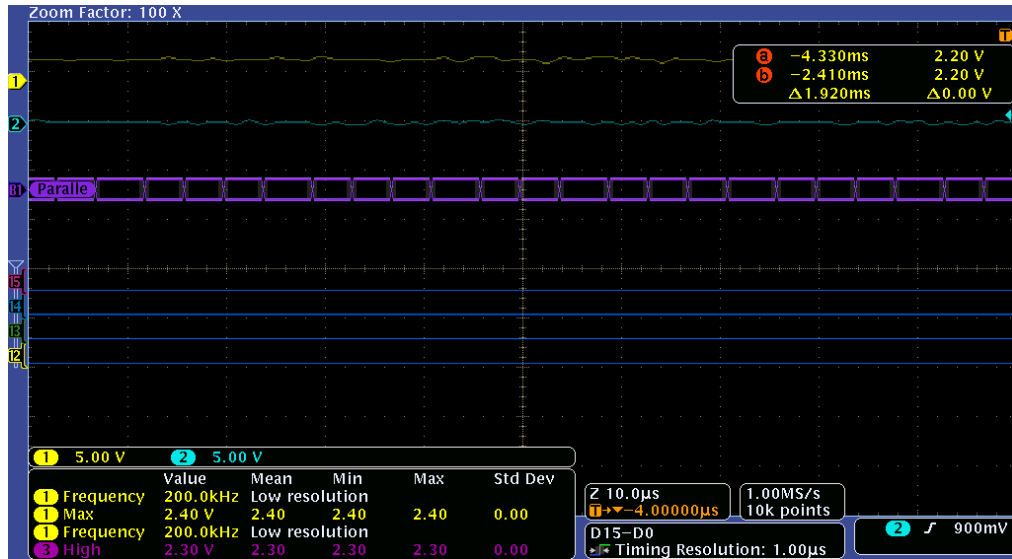 Zoom Factor: 100 X
T
a -4.330ms 2.20 V
b -2.410ms 2.20 V
Δ1.920ms Δ0.00 V
1
2
B1 Paralle
15
14
13
12
1 5.00 V 2 5.00 V
Value Mean Min Max Std Dev
1 Frequency 200.0kHz Low resolution
1 Max 2.40 V 2.40 2.40 2.40 0.00
1 Frequency 200.0kHz Low resolution
3 High 2.30 V 2.30 2.30 2.30 0.00
Z 10.0µs
T→▼-4.00000µs
1.00MS/s
10k points
D15-D0
Timing Resolution: 1.00µs
2 900mV